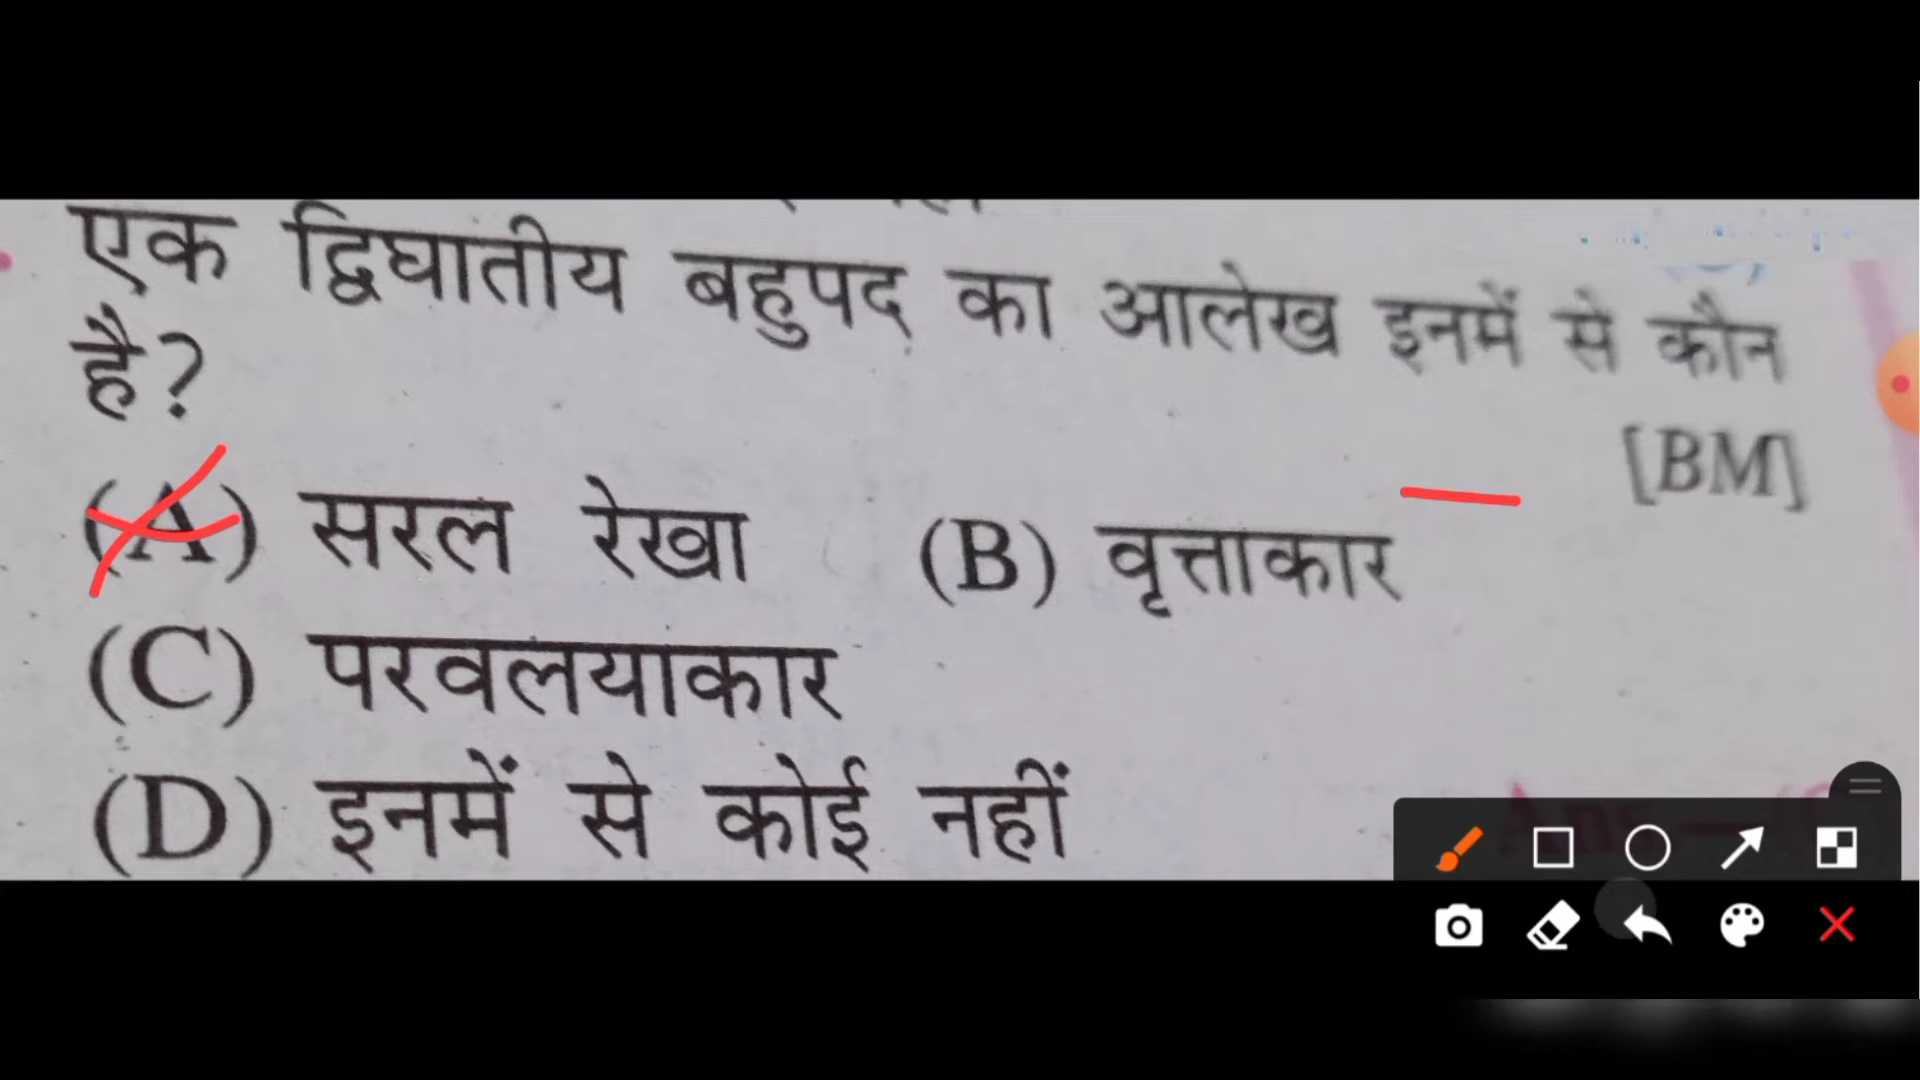 एक द्विघातीय बहुपद का आलेख इनमें से कौन
है?
[BM]
(A) सरल रेखा (B) वृत्ताकार
(C) परवलयाकार
(D) इनमें से कोई नहीं